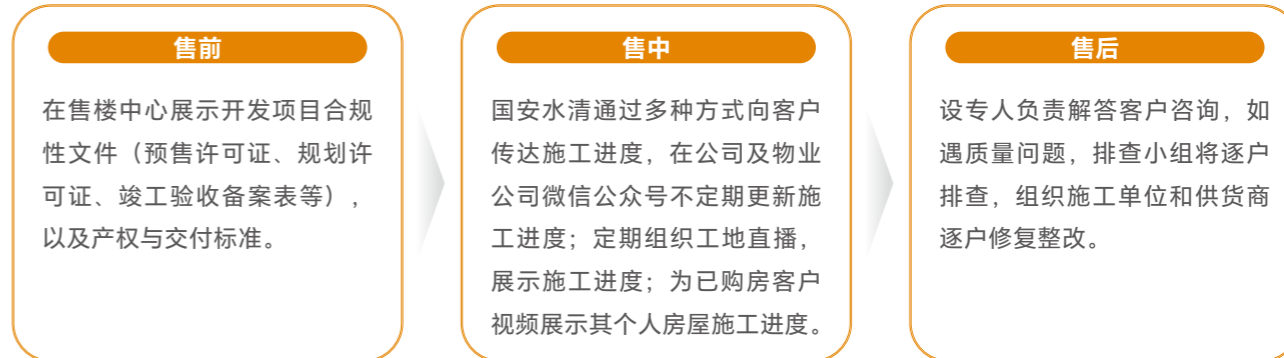 售前
在售楼中心展示开发项目合规
性文件（预售许可证、规划许
可证、竣工验收备案表等），
以及产权与交付标准。
售中
国安水清通过多种方式向客户
传达施工进度，在公司及物业
公司微信公众号不定期更新施
工进度；定期组织工地直播，
展示施工进度；为已购房客户
视频展示其个人房屋施工进度。
售后
设专人负责解答客户咨询，如
遇质量问题，排查小组将逐户
排查，组织施工单位和供货商
逐户修复整改。